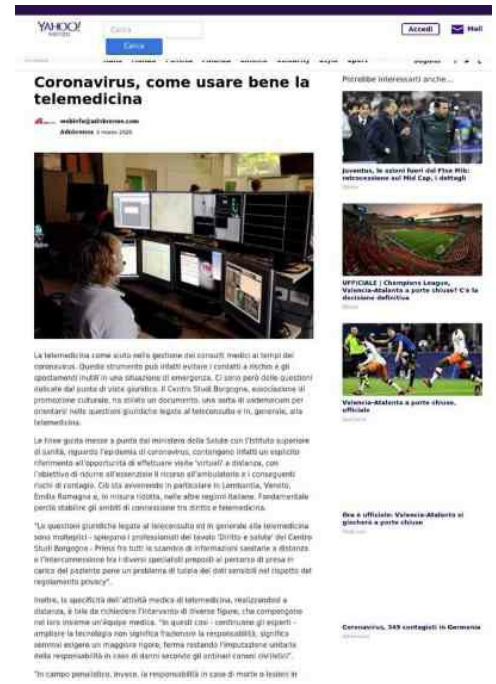 YAHOO!
NOTIZIE
Cerca
Accedi
Mail
Cerca
Coronavirus, come usare bene la
telemedicina
webinfo@adnkronos.com
Adnkronos 5 marzo 2020
La telemedicina come aiuto nella gestione dei consulti medici ai tempi del
coronavirus. Questo strumento può infatti evitare i contatti a rischio e gli
spostamenti inutili in una situazione di emergenza. Ci sono però delle questioni
delicate dal punto di vista giuridico. Il Centro Studi Borgogna, associazione di
promozione culturale, ha stilato un documento, una sorta di vademecum per
orientarsi nelle questioni giuridiche legate al teleconsulto e in, generale, alla
telemedicina.
Le linee guida messe a punto dal ministero della Salute con l'Istituto superiore
di sanità, riguardo l'epidemia di coronavirus, contengono infatti un esplicito
riferimento all'opportunità di effettuare visite 'virtuali' a distanza, con
l'obiettivo di ridurre all'essenziale il ricorso all'ambulatorio e i conseguenti
rischi di contagio. Ciò sta avvenendo in particolare in Lombardia, Veneto,
Emilia Romagna e, in misura ridotta, nelle altre regioni italiane. Fondamentale
perciò stabilire gli ambiti di connessione tra diritto e telemedicina.
"Le questioni giuridiche legate al teleconsulto ed in generale alla telemedicina
sono molteplici - spiegano i professionisti del tavolo 'Diritto e salute' del Centro
Studi Borgogna - Prima fra tutti lo scambio di informazioni sanitarie a distanza
e l'interconnessione tra i diversi specialisti preposti al percorso di presa in
carico del paziente pone un problema di tutela dei dati sensibili nel rispetto del
regolamento privacy".
Inoltre, la specificità dell'attività medica di telemedicina, realizzandosi a
distanza, è tale da richiedere l'intervento di diverse figure, che compongono
nel loro insieme un'équipe medica. "In questi casi - continuano gli esperti -
ampliare la tecnologia non significa frazionare la responsabilità, significa
semmai esigere un maggiore rigore, ferma restando l'imputazione unitaria
della responsabilità in caso di danni secondo gli ordinari canoni civilistici".
"In campo penalistico, invece, la responsabilità in caso di morte o lesioni in
Potrebbe interessarti anche...
Juventus, le azioni fuori dal Ftse Mib:
retrocessione sul Mid Cap, i dettagli
UFFICIALE | Champions League,
Valencia-Atalanta a porte chiuse? C'è la
decisione definitiva
Valencia-Atalanta a porte chiuse,
ufficiale
Ora è ufficiale: Valencia-Atalanta si
giocherà a porte chiuse
Coronavirus, 349 contagiati in Germania